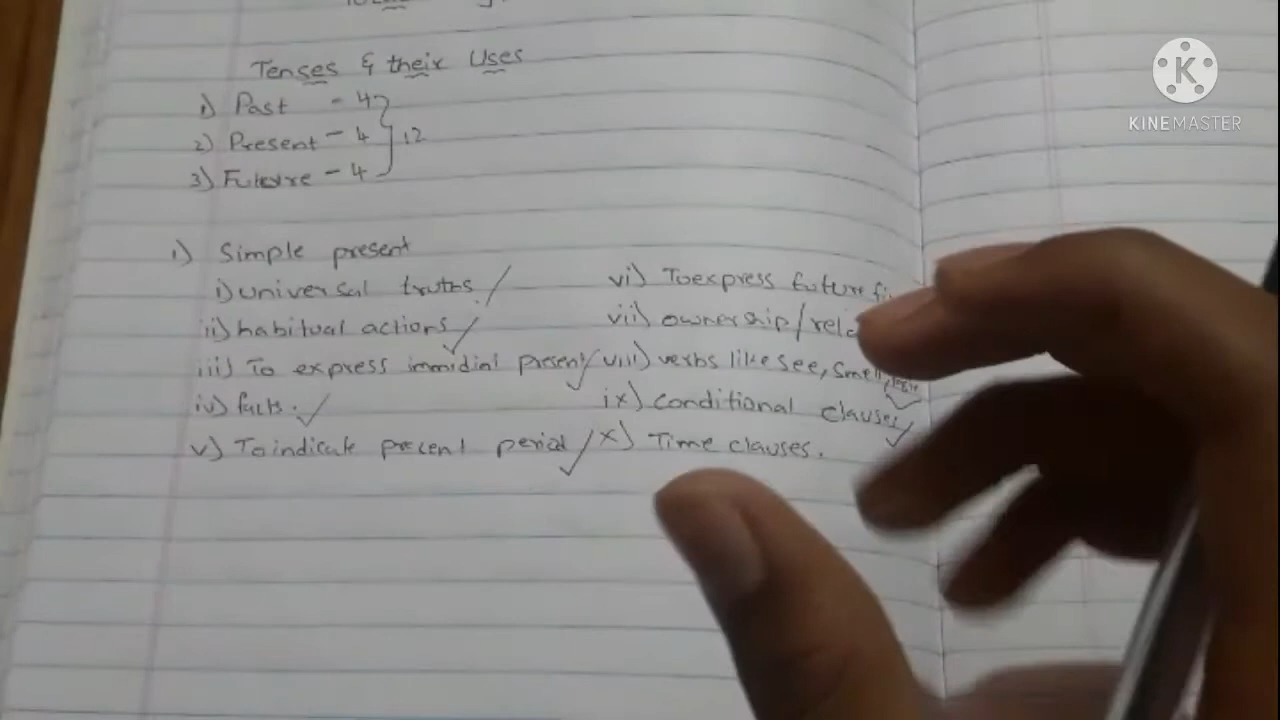 Tenses & their Uses
1) Past - 4
2) Present - 4
3) Future - 4
12
1) Simple present
i) universal truths
ii) habitual actions
iii) To express immidint present
iv) facts.
v) To indicate present period
vi) To express future
vii) ownership/rela
viii) verbs like see, smell,
ix) conditional clauses
x) Time clauses.
K
KINEMASTER